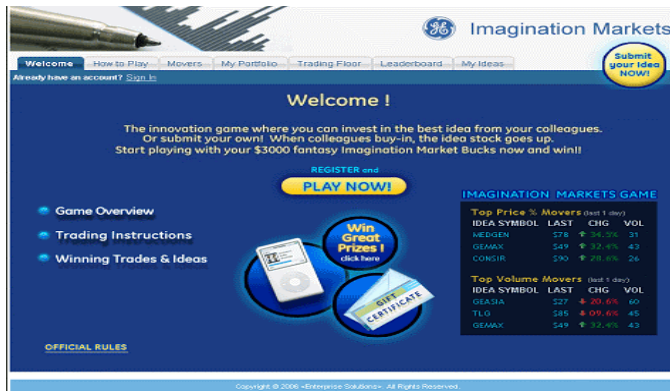 GE Imagination Markets
Submit
your Idea
NOW!
Welcome How to Play Movers My Portfolio Trading Floor Leaderboard My Ideas
Already have an account? Sign In
Welcome !
The innovation game where you can invest in the best idea from your colleagues.
Or submit your own! When colleagues buy-in, the idea stock goes up.
Start playing with your $3000 fantasy Imagination Market Bucks now and win!!
REGISTER and
PLAY NOW!
Game Overview
Trading Instructions
Winning Trades & Ideas
Win
Great
Prizes !
click here
GIFT
CERTIFICATE
IMAGINATION MARKETS GAME
Top Price % Movers (last 1 day)
IDEA SYMBOL LAST CHG VOL
MEDGEN $78 34.5% 31
GEMAX $49 32.4% 43
CONSIR $90 28.6% 26
Top Volume Movers (last 1 day)
IDEA SYMBOL LAST CHG VOL
GEASIA $27 20.6% 60
TLG $85 09.6% 45
GEMAX $49 32.4% 43
OFFICIAL RULES
Copyright © 2006 «Enterprise Solutions». All Rights Reserved.